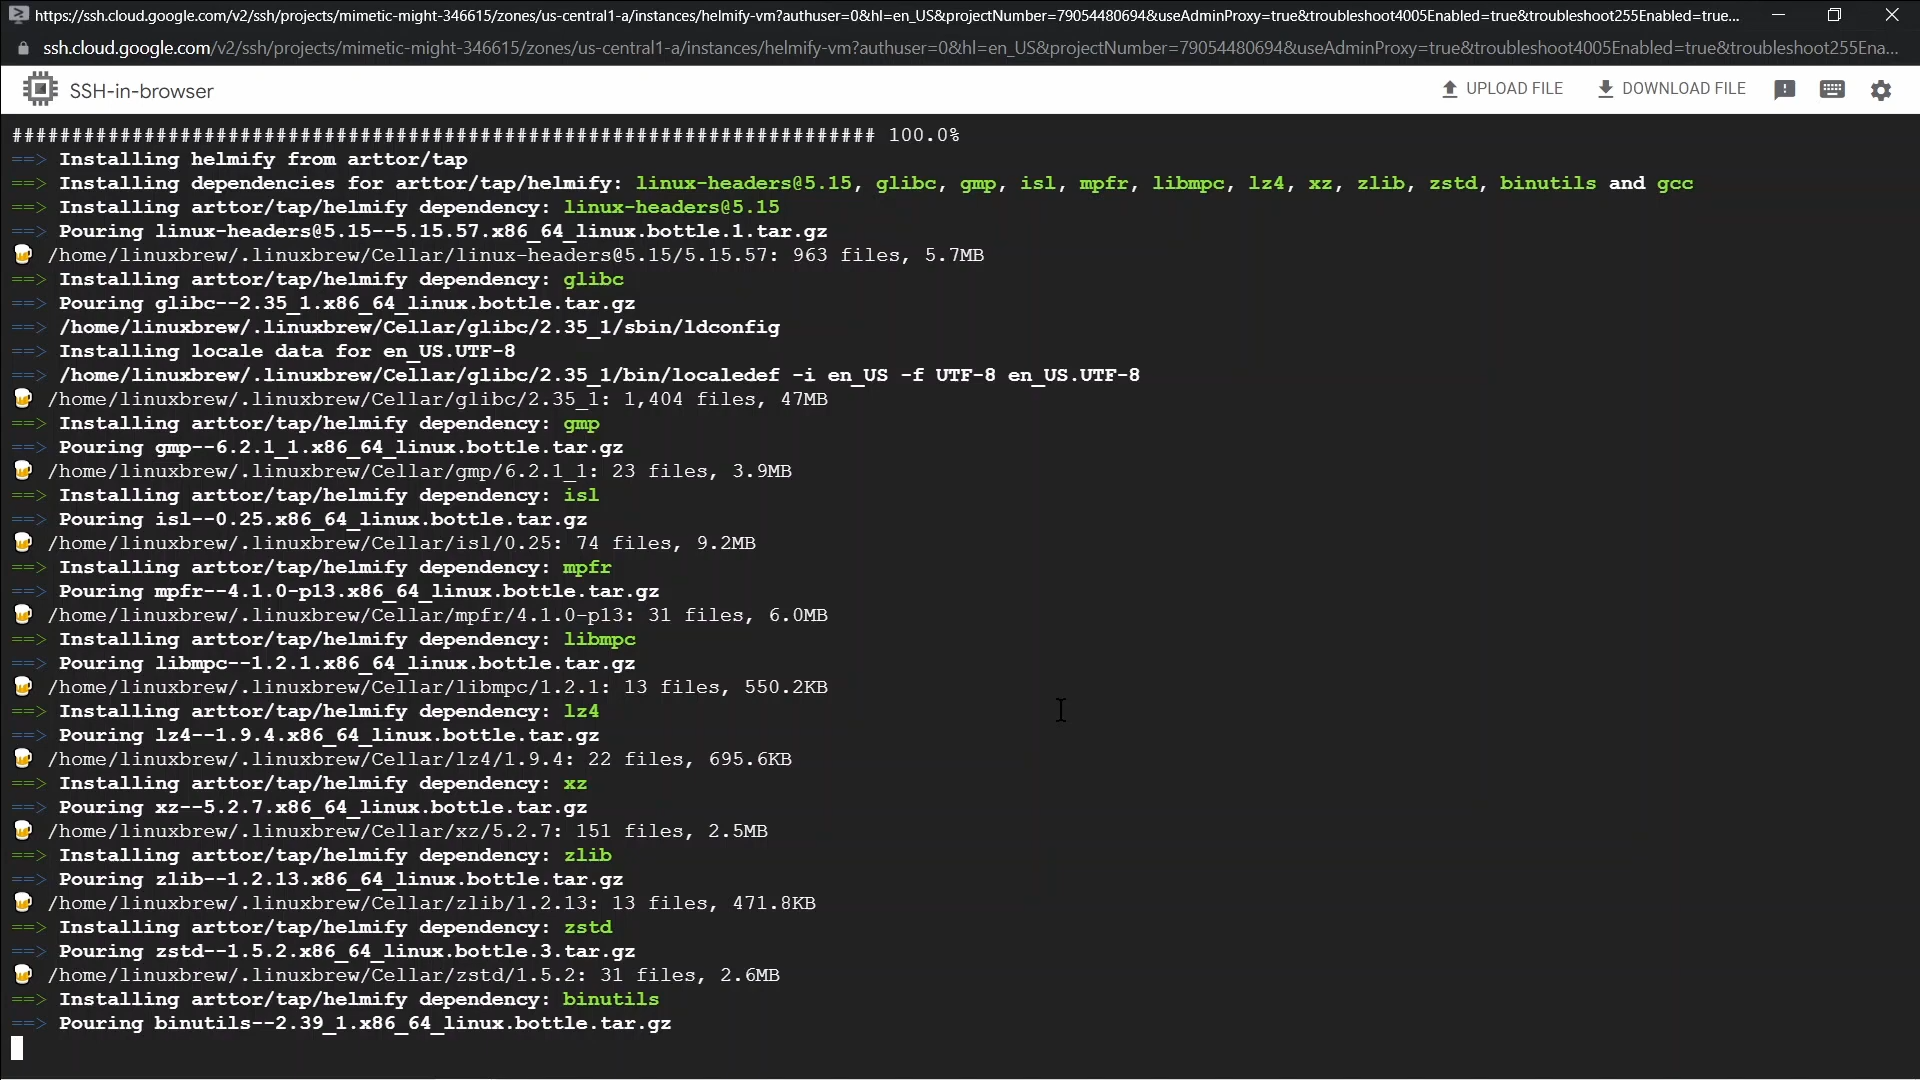 https://ssh.cloud.google.com/v2/ssh/projects/mimetic-might-346615/zones/us-central1-a/instances/helmify-vm?authuser=0&hl=en_US&projectNumber=79054480694&useAdminProxy=true&troubleshoot4005Enabled=true&troubleshoot255Enabled=true...
ssh.cloud.google.com/v2/ssh/projects/mimetic-might-346615/zones/us-central1-a/instances/helmify-vm?authuser=0&hl=en_US&projectNumber=79054480694&useAdminProxy=true&troubleshoot4005Enabled=true&troubleshoot255Ena...
SSH-in-browser UPLOAD FILE DOWNLOAD FILE
######################################################################## 100.0%
==> Installing helmify from arttor/tap
==> Installing dependencies for arttor/tap/helmify: linux-headers@5.15, glibc, gmp, isl, mpfr, libmpc, lz4, xz, zlib, zstd, binutils and gcc
==> Installing arttor/tap/helmify dependency: linux-headers@5.15
==> Pouring linux-headers@5.15--5.15.57.x86_64_linux.bottle.1.tar.gz
🍺 /home/linuxbrew/.linuxbrew/Cellar/linux-headers@5.15/5.15.57: 963 files, 5.7MB
==> Installing arttor/tap/helmify dependency: glibc
==> Pouring glibc--2.35_1.x86_64_linux.bottle.tar.gz
==> /home/linuxbrew/.linuxbrew/Cellar/glibc/2.35_1/sbin/ldconfig
==> Installing locale data for en_US.UTF-8
==> /home/linuxbrew/.linuxbrew/Cellar/glibc/2.35_1/bin/localedef -i en_US -f UTF-8 en_US.UTF-8
🍺 /home/linuxbrew/.linuxbrew/Cellar/glibc/2.35_1: 1,404 files, 47MB
==> Installing arttor/tap/helmify dependency: gmp
==> Pouring gmp--6.2.1_1.x86_64_linux.bottle.tar.gz
🍺 /home/linuxbrew/.linuxbrew/Cellar/gmp/6.2.1_1: 23 files, 3.9MB
==> Installing arttor/tap/helmify dependency: isl
==> Pouring isl--0.25.x86_64_linux.bottle.tar.gz
🍺 /home/linuxbrew/.linuxbrew/Cellar/isl/0.25: 74 files, 9.2MB
==> Installing arttor/tap/helmify dependency: mpfr
==> Pouring mpfr--4.1.0-p13.x86_64_linux.bottle.tar.gz
🍺 /home/linuxbrew/.linuxbrew/Cellar/mpfr/4.1.0-p13: 31 files, 6.0MB
==> Installing arttor/tap/helmify dependency: libmpc
==> Pouring libmpc--1.2.1.x86_64_linux.bottle.tar.gz
🍺 /home/linuxbrew/.linuxbrew/Cellar/libmpc/1.2.1: 13 files, 550.2KB
==> Installing arttor/tap/helmify dependency: lz4
==> Pouring lz4--1.9.4.x86_64_linux.bottle.tar.gz
🍺 /home/linuxbrew/.linuxbrew/Cellar/lz4/1.9.4: 22 files, 695.6KB
==> Installing arttor/tap/helmify dependency: xz
==> Pouring xz--5.2.7.x86_64_linux.bottle.tar.gz
🍺 /home/linuxbrew/.linuxbrew/Cellar/xz/5.2.7: 151 files, 2.5MB
==> Installing arttor/tap/helmify dependency: zlib
==> Pouring zlib--1.2.13.x86_64_linux.bottle.tar.gz
🍺 /home/linuxbrew/.linuxbrew/Cellar/zlib/1.2.13: 13 files, 471.8KB
==> Installing arttor/tap/helmify dependency: zstd
==> Pouring zstd--1.5.2.x86_64_linux.bottle.3.tar.gz
🍺 /home/linuxbrew/.linuxbrew/Cellar/zstd/1.5.2: 31 files, 2.6MB
==> Installing arttor/tap/helmify dependency: binutils
==> Pouring binutils--2.39_1.x86_64_linux.bottle.tar.gz